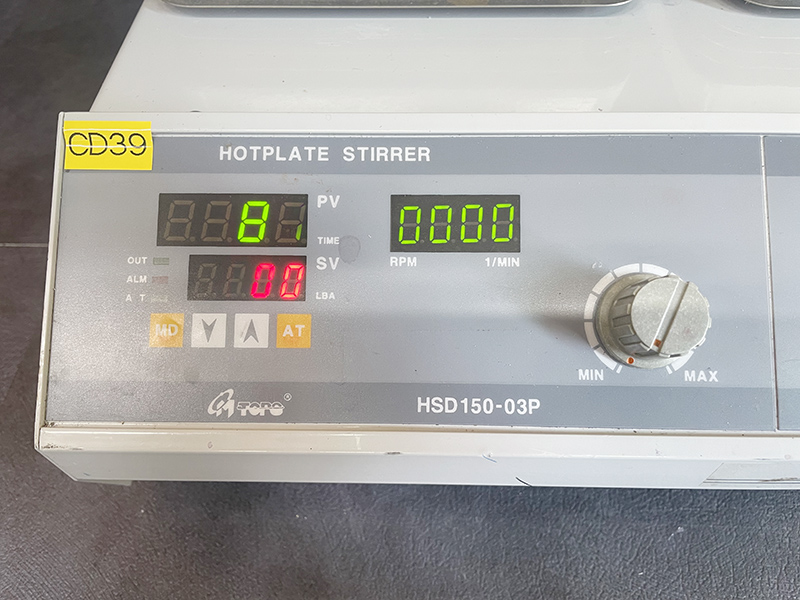 CD39
HOTPLATE STIRRER
PV
TIME
81
0000
RPM 1/MIN
OUT
ALM
A T
SV
LBA
00
MD
AT
MIN MAX
TOPO®
HSD150-03P